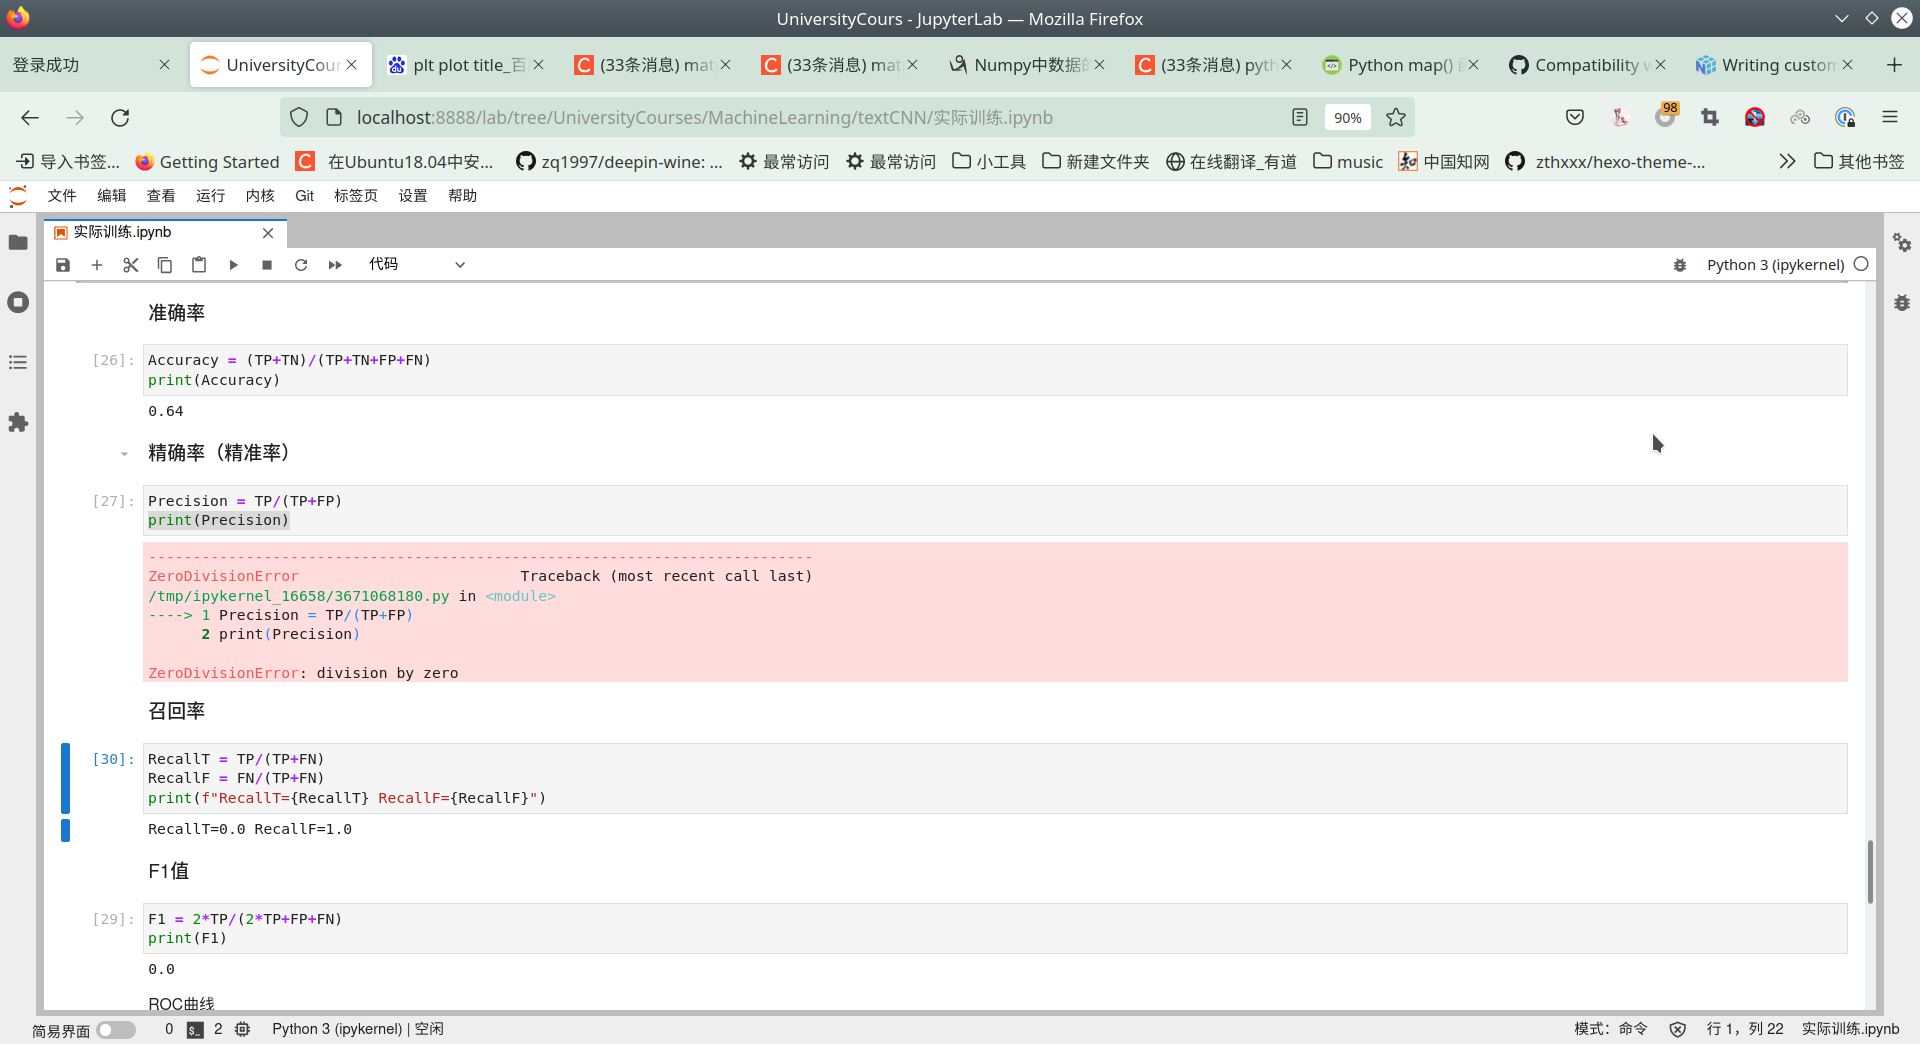 UniversityCours - JupyterLab — Mozilla Firefox
登录成功
UniversityCour
plt plot title_百
(33条消息) mat
(33条消息) mat
Numpy中数据的
(33条消息) pyth
Python map()
Compatibility w
Writing custom
localhost:8888/lab/tree/UniversityCourses/MachineLearning/textCNN/实际训练.ipynb
90%
98
导入书签...
Getting Started
在Ubuntu18.04中安...
zq1997/deepin-wine: ...
最常访问
最常访问
小工具
新建文件夹
在线翻译_有道
music
中国知网
zthxxx/hexo-theme-...
其他书签
文件 编辑 查看 运行 内核 Git 标签页 设置 帮助
实际训练.ipynb
代码
Python 3 (ipykernel)
准确率
[26]: Accuracy = (TP+TN)/(TP+TN+FP+FN)
print(Accuracy)
0.64
精确率（精准率）
[27]: Precision = TP/(TP+FP)
print(Precision)
---------------------------------------------------------------------------
ZeroDivisionError Traceback (most recent call last)
/tmp/ipykernel_16658/3671068180.py in <module>
----> 1 Precision = TP/(TP+FP)
2 print(Precision)
ZeroDivisionError: division by zero
召回率
[30]: RecallT = TP/(TP+FN)
RecallF = FN/(TP+FN)
print(f"RecallT={RecallT} RecallF={RecallF}")
RecallT=0.0 RecallF=1.0
F1值
[29]: F1 = 2*TP/(2*TP+FP+FN)
print(F1)
0.0
ROC曲线
简易界面 0 $_ 2 Python 3 (ipykernel) | 空闲
模式： 命令 行 1， 列 22 实际训练.ipynb